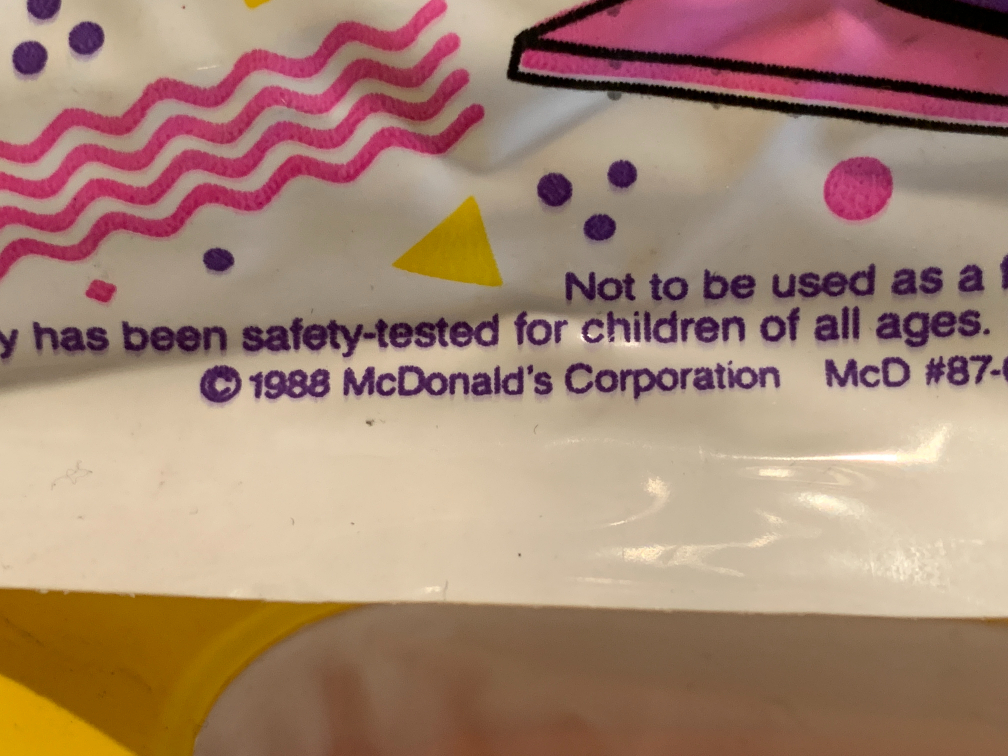 Not to be used as a
has been safety-tested for children of all ages.
© 1988 McDonald's Corporation McD #87-